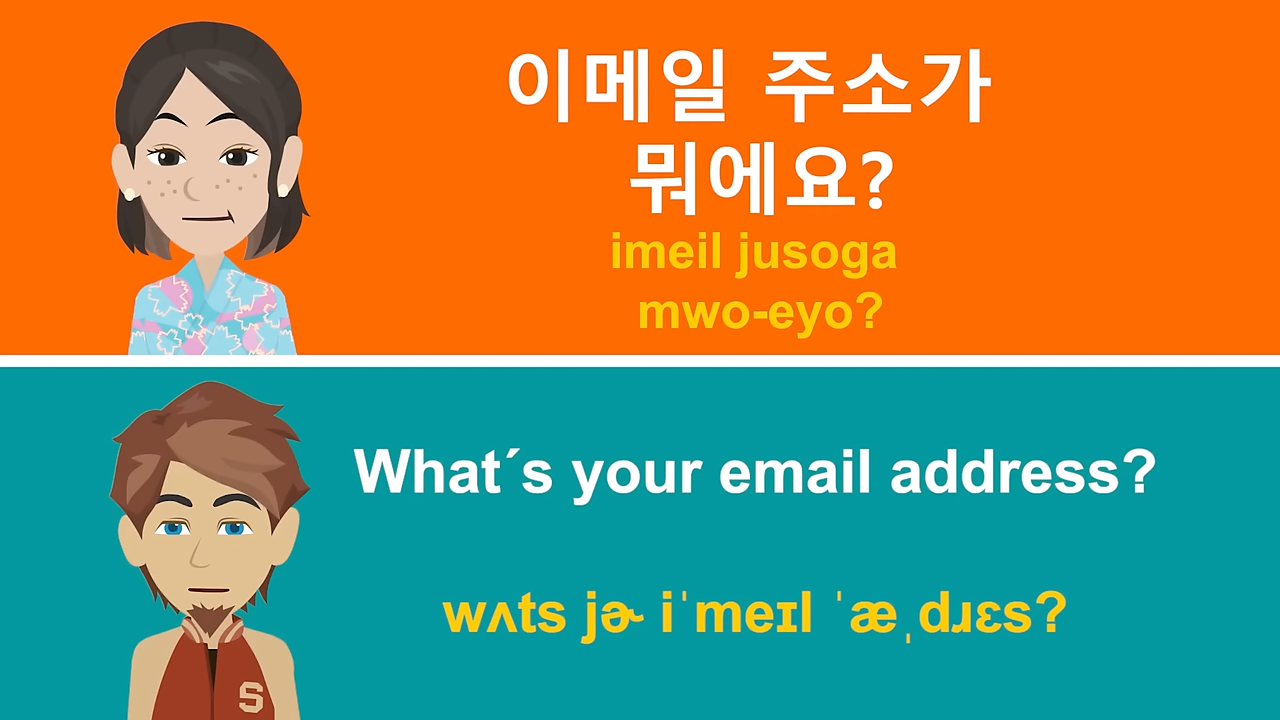 이메일 주소가
뭐에요?
imeil jusoga
mwo-eyo?
What´s your email address?
wʌts jɚ iˈmeɪl ˈæˌdɹɛs?
S